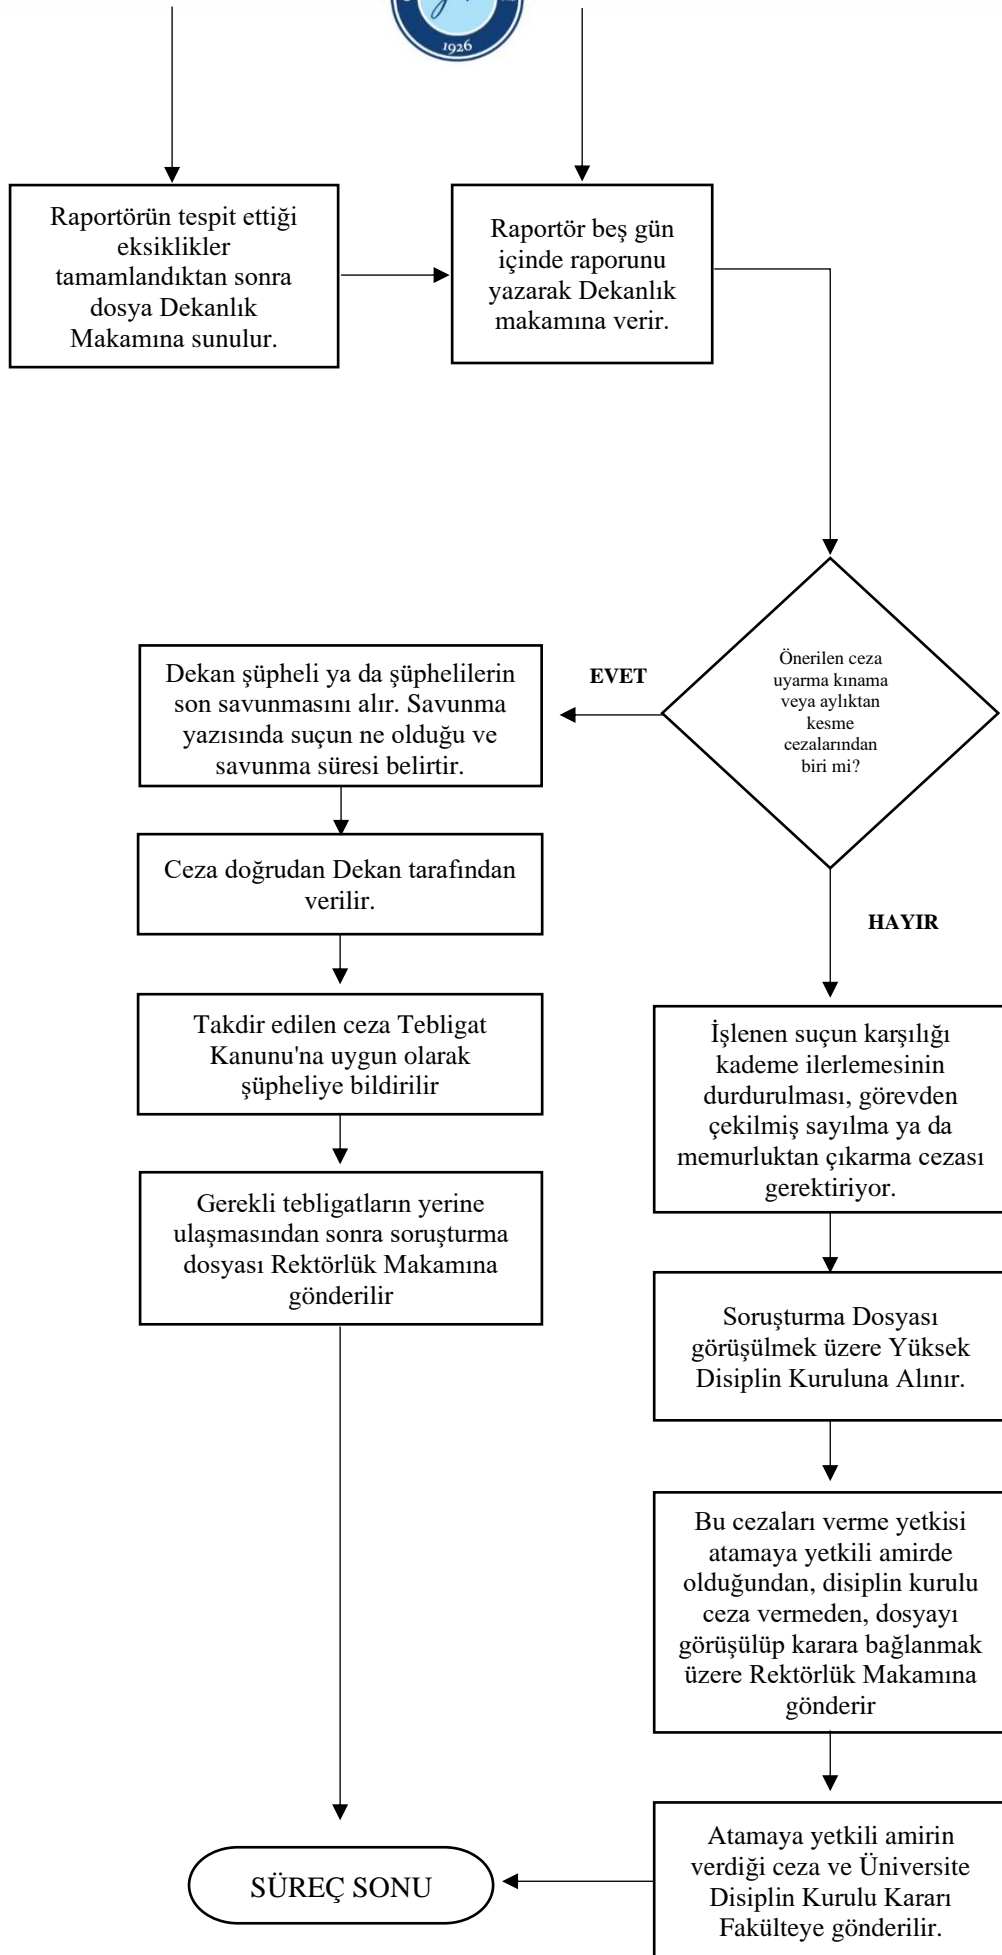 1926
Raportörün tespit ettiği
eksiklikler
tamamlandıktan sonra
dosya Dekanlık
Makamına sunulur.
Raportör beş gün
içinde raporunu
yazarak Dekanlık
makamına verir.
Önerilen ceza
uyarma kınama
veya aylıktan
kesme
cezalarından
biri mi?
EVET
Dekan şüpheli ya da şüphelilerin
son savunmasını alır. Savunma
yazısında suçun ne olduğu ve
savunma süresi belirtir.
Ceza doğrudan Dekan tarafından
verilir.
Takdir edilen ceza Tebligat
Kanunu'na uygun olarak
şüpheliye bildirilir
Gerekli tebligatların yerine
ulaşmasından sonra soruşturma
dosyası Rektörlük Makamına
gönderilir
HAYIR
İşlenen suçun karşılığı
kademe ilerlemesinin
durdurulması, görevden
çekilmiş sayılma ya da
memurluktan çıkarma cezası
gerektiriyor.
Soruşturma Dosyası
görüşülmek üzere Yüksek
Disiplin Kuruluna Alınır.
Bu cezaları verme yetkisi
atamaya yetkili amirde
olduğundan, disiplin kurulu
ceza vermeden, dosyayı
görüşülüp karara bağlanmak
üzere Rektörlük Makamına
gönderir
Atamaya yetkili amirin
verdiği ceza ve Üniversite
Disiplin Kurulu Kararı
Fakülteye gönderilir.
SÜREÇ SONU